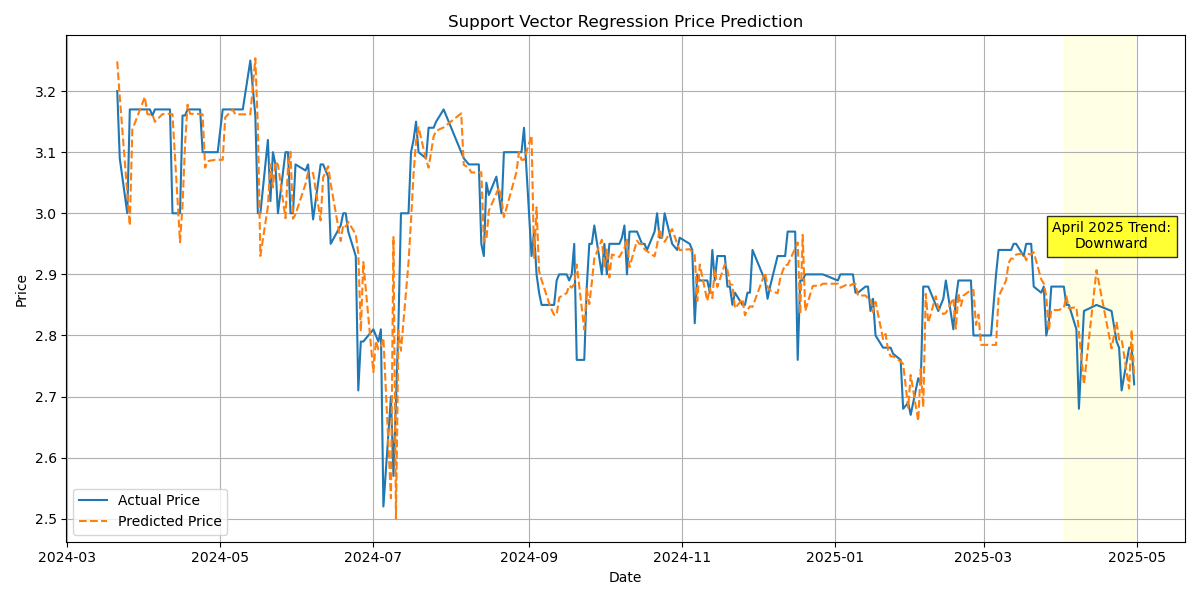 Support Vector Regression Price Prediction
Price
3.2
3.1
3.0
2.9
2.8
2.7
2.6
2.5
April 2025 Trend:
Downward
Actual Price
Predicted Price
2024-03 2024-05 2024-07 2024-09 2024-11 2025-01 2025-03 2025-05
Date